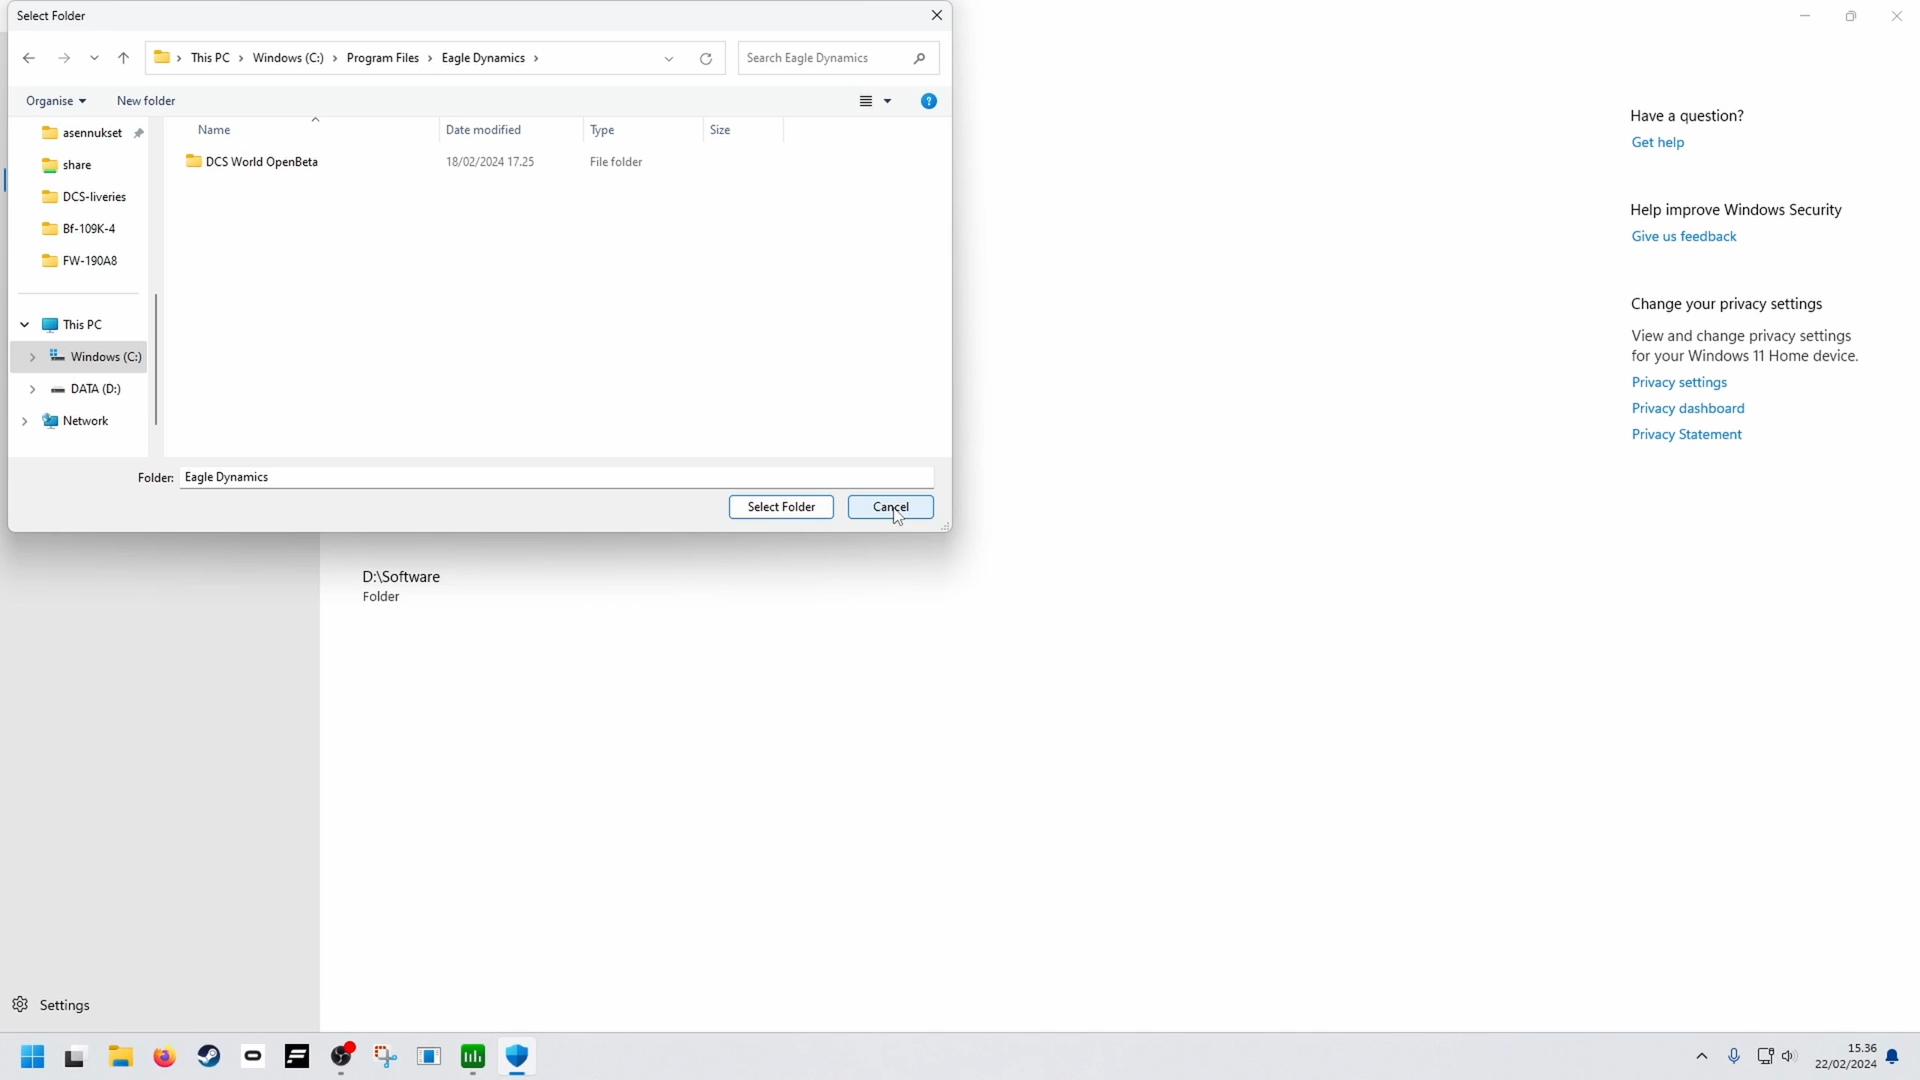 Select Folder
This PC > Windows (C:) > Program Files > Eagle Dynamics >
Search Eagle Dynamics
Organise
New folder
Name
Date modified
Type
Size
DCS World OpenBeta
18/02/2024 17.25
File folder
asennukset
share
DCS-liveries
Bf-109K-4
FW-190A8
This PC
Windows (C:)
DATA (D:)
Network
Folder: Eagle Dynamics
Select Folder
Cancel
D:\Software
Folder
Have a question?
Get help
Help improve Windows Security
Give us feedback
Change your privacy settings
View and change privacy settings
for your Windows 11 Home device.
Privacy settings
Privacy dashboard
Privacy Statement
Settings
15.36
22/02/2024